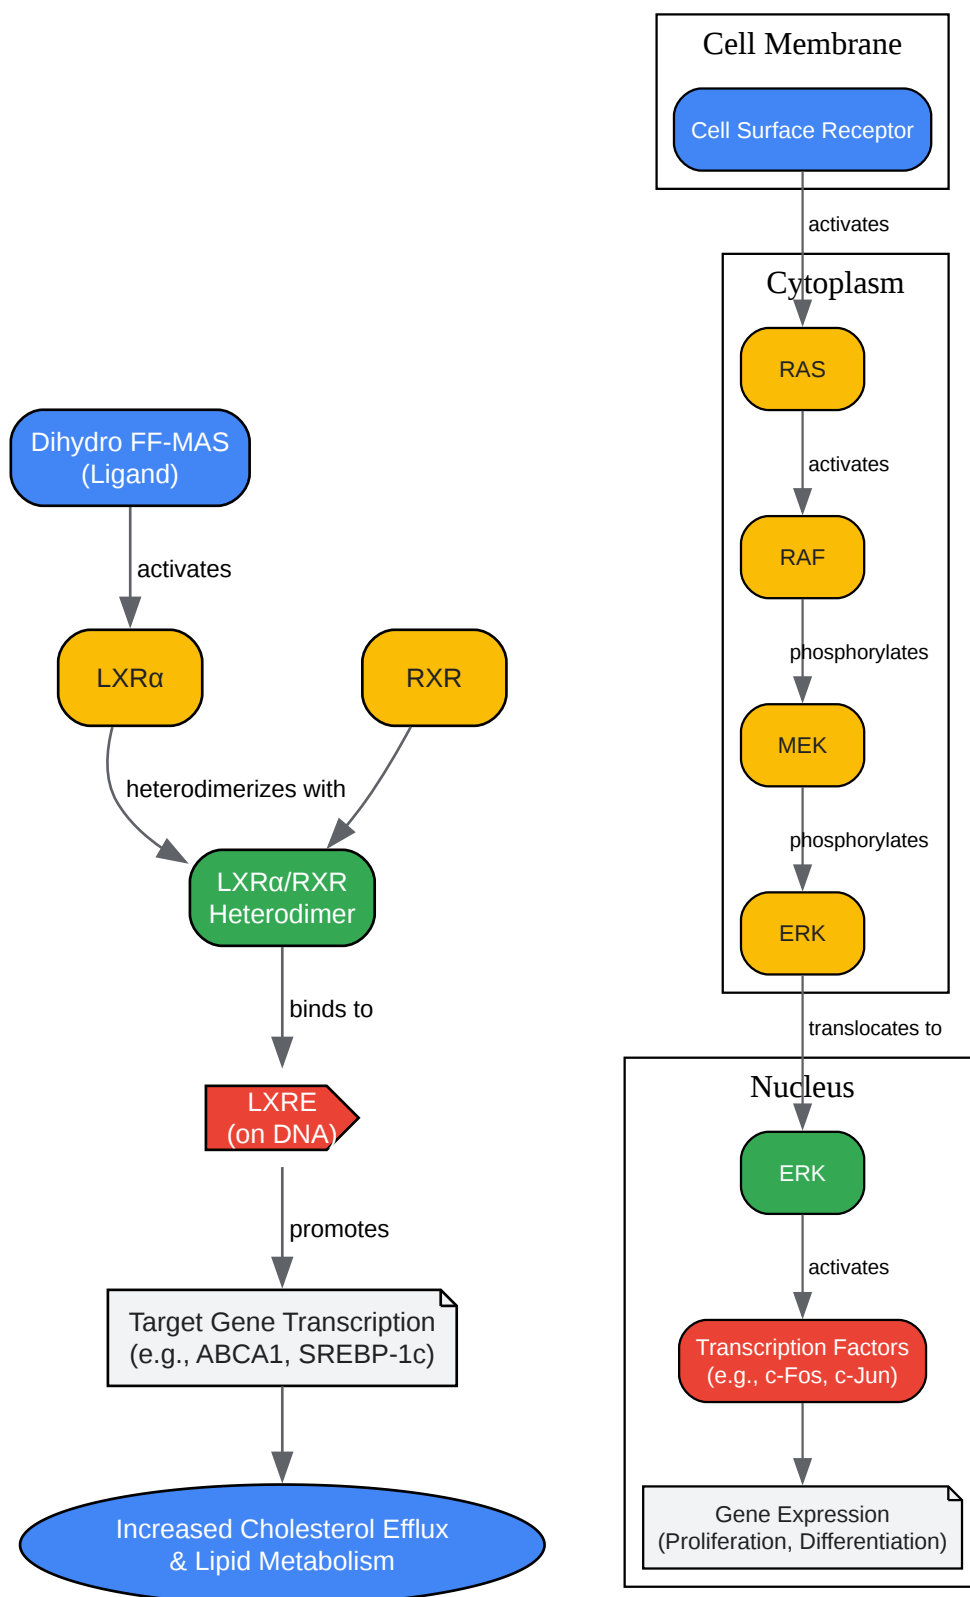 Dihydro FF-MAS
(Ligand)
activates
LXRα
RXR
heterodimerizes with
LXRα/RXR
Heterodimer
binds to
LXRE
(on DNA)
promotes
Target Gene Transcription
(e.g., ABCA1, SREBP-1c)
Increased Cholesterol Efflux
& Lipid Metabolism
Cell Membrane
Cell Surface Receptor
activates
Cytoplasm
RAS
activates
RAF
phosphorylates
MEK
phosphorylates
ERK
translocates to
Nucleus
ERK
activates
Transcription Factors
(e.g., c-Fos, c-Jun)
Gene Expression
(Proliferation, Differentiation)